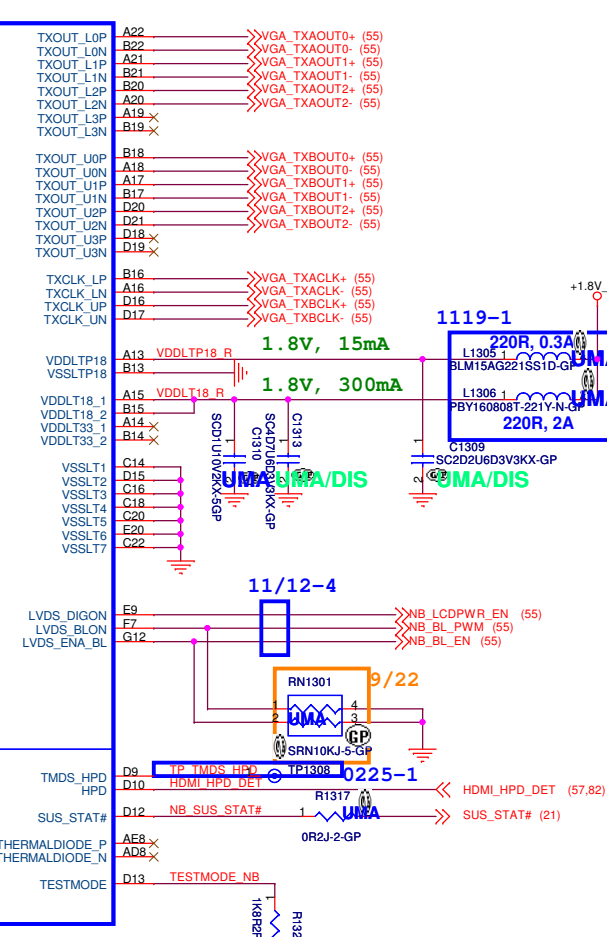 TXOUT_L0P A22 VGA_TXAOUT0+ (55)
TXOUT_L0N B22 VGA_TXAOUT0- (55)
TXOUT_L1P A21 VGA_TXAOUT1+ (55)
TXOUT_L1N B21 VGA_TXAOUT1- (55)
TXOUT_L2P B20 VGA_TXAOUT2+ (55)
TXOUT_L2N A20 VGA_TXAOUT2- (55)
TXOUT_L3P A19
TXOUT_L3N B19
TXOUT_U0P B18 VGA_TXBOUT0+ (55)
TXOUT_U0N A18 VGA_TXBOUT0- (55)
TXOUT_U1P A17 VGA_TXBOUT1+ (55)
TXOUT_U1N B17 VGA_TXBOUT1- (55)
TXOUT_U2P D20 VGA_TXBOUT2+ (55)
TXOUT_U2N D21 VGA_TXBOUT2- (55)
TXOUT_U3P D18
TXOUT_U3N D19
TXCLK_LP B16 VGA_TXACLK+ (55)
TXCLK_LN A16 VGA_TXACLK- (55)
TXCLK_UP D16 VGA_TXBCLK+ (55)
TXCLK_UN D17 VGA_TXBCLK- (55)
+1.8V_
1119-1
1.8V, 15mA
220R, 0.3A
VDDLTP18 A13 VDDLTP18_R
L1305 UMA
BLM15AG221SS1D-GP
VSSLTP18 B13
1.8V, 300mA
VDDLT18_1 A15 VDDLT18_R
L1306 UMA
PBY160808T-221Y-N-GP
220R, 2A
VDDLT18_2 B15
VDDLT33_1 A14
VDDLT33_2 B14
1 2 C1310 SCD1U10V2KX-5GP UMA
1 2 C1313 SC4D7U6D3V3KX-GP UMA/DIS
1 2 C1309
SC2D2U6D3V3KX-GP
UMA/DIS
VSSLT1 C14
VSSLT2 D15
VSSLT3 C16
VSSLT4 C18
VSSLT5 C20
VSSLT6 E20
VSSLT7 C22
11/12-4
LVDS_DIGON E9 NB_LCDPWR_EN (55)
LVDS_BLON F7 NB_BL_PWM (55)
LVDS_ENA_BL G12 NB_BL_EN (55)
9/22
RN1301
1 4
2 3
UMA
GP
SRN10KJ-5-GP
TMDS_HPD D9 TP_TMDS_HPD 1 TP1308 0225-1
HPD D10 HDMI_HPD_DET HDMI_HPD_DET (57,82)
R1317
SUS_STAT# D12 NB_SUS_STAT# 1 UMA SUS_STAT# (21)
0R2J-2-GP
THERMALDIODE_P AE8
THERMALDIODE_N AD8
TESTMODE D13 TESTMODE_NB
1